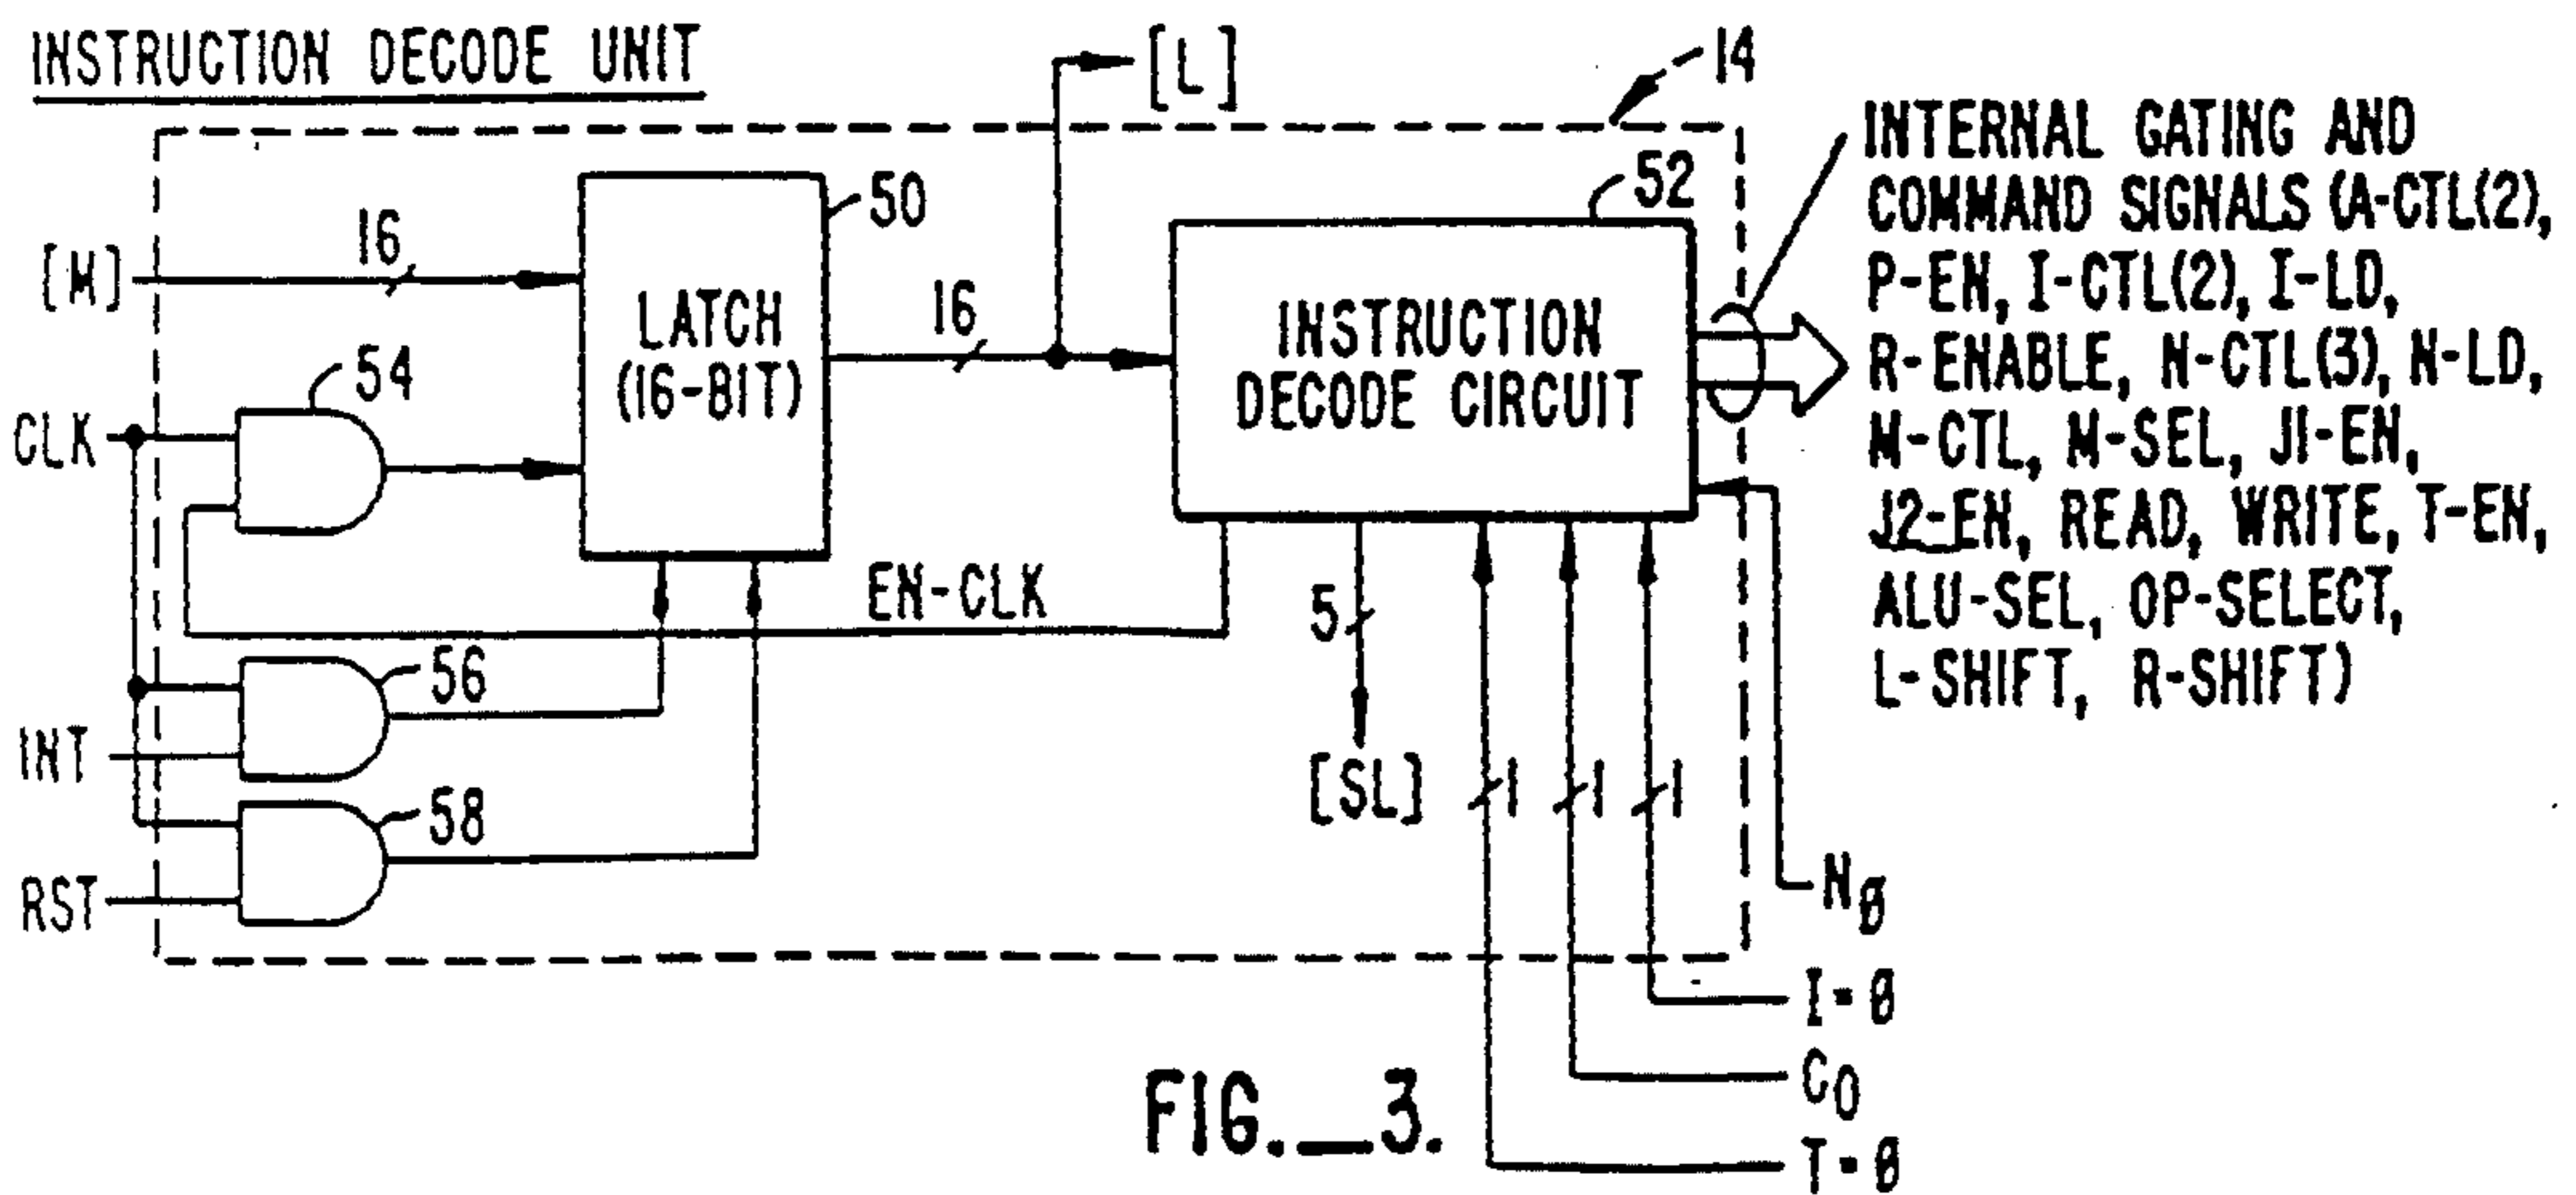 INSTRUCTION DECODE UNIT
[L]
14
INTERNAL GATING AND
COMMAND SIGNALS (A-CTL(2),
P-EN, I-CTL(2), I-LD,
R-ENABLE, N-CTL(3), N-LD,
M-CTL, M-SEL, J1-EN,
J2-EN, READ, WRITE, T-EN,
ALU-SEL, OP-SELECT,
L-SHIFT, R-SHIFT)
50
52
[M]
16
LATCH
(16-BIT)
16
INSTRUCTION
DECODE CIRCUIT
54
CLK
EN-CLK
5
56
INT
[SL]
1
1
1
58
RST
NØ
I=Ø
CO
T=Ø
FIG._3.